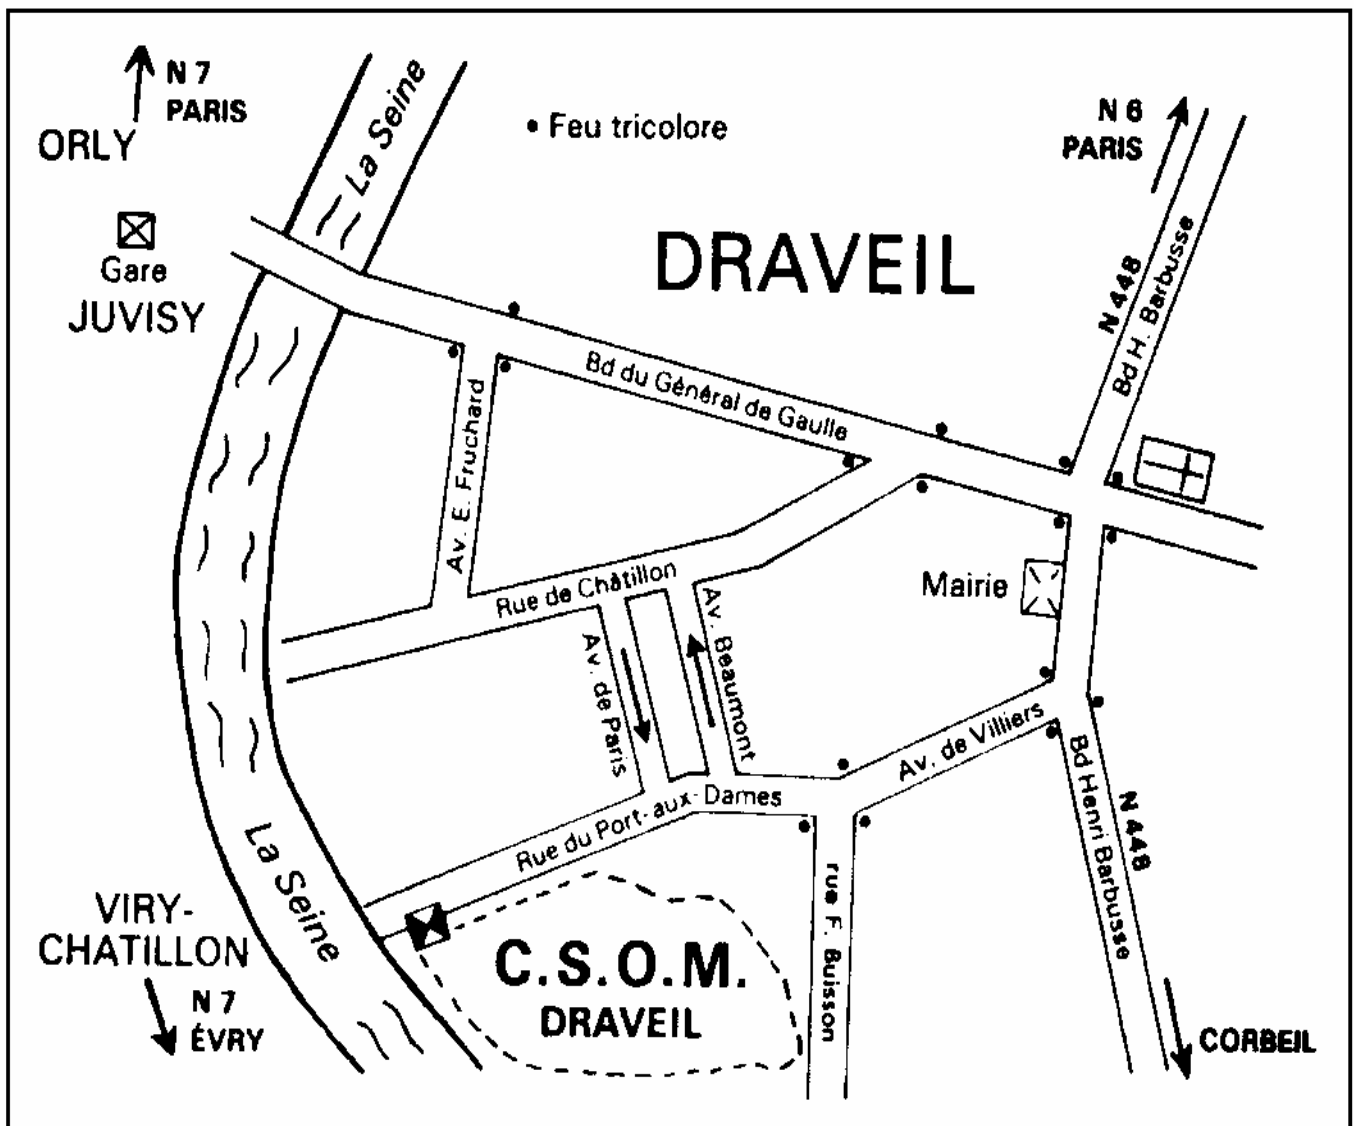 N 7
PARIS
ORLY
La Seine
• Feu tricolore
N 6
PARIS
Gare
JUVISY
DRAVEIL
N 448
Bd H. Barbusse
Bd du Général de Gaulle
Av. E. Fruchard
Rue de Châtillon
Mairie
Av. de Paris
Av. Beaumont
Av. de Villiers
Rue du Port-aux-Dames
Bd Henri Barbusse
N 448
La Seine
rue F. Buisson
VIRY-
CHATILLON
N 7
ÉVRY
C.S.O.M.
DRAVEIL
CORBEIL